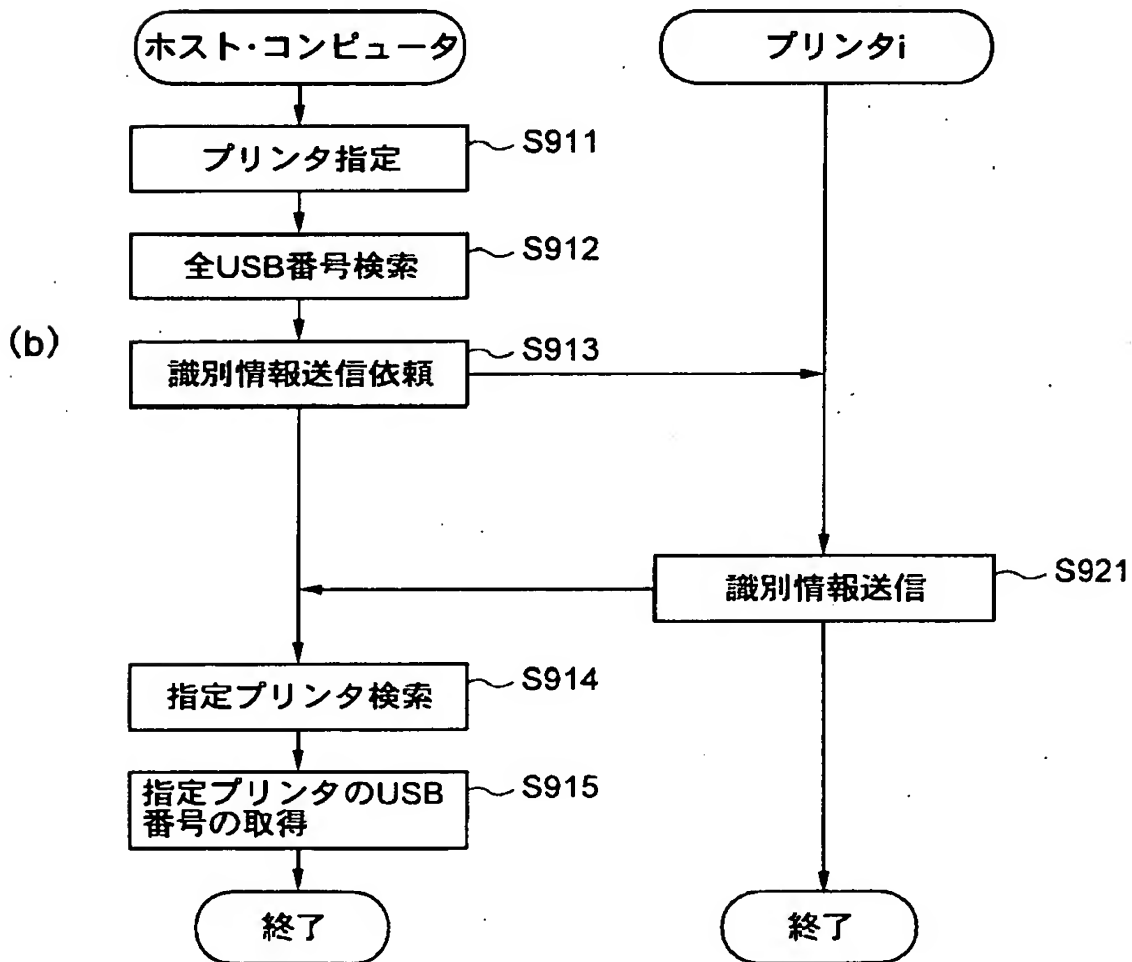 ホスト・コンピュータ
プリンタi
プリンタ指定
S911
全USB番号検索
S912
(b)
識別情報送信依頼
S913
識別情報送信
S921
指定プリンタ検索
S914
指定プリンタのUSB
番号の取得
S915
終了
終了